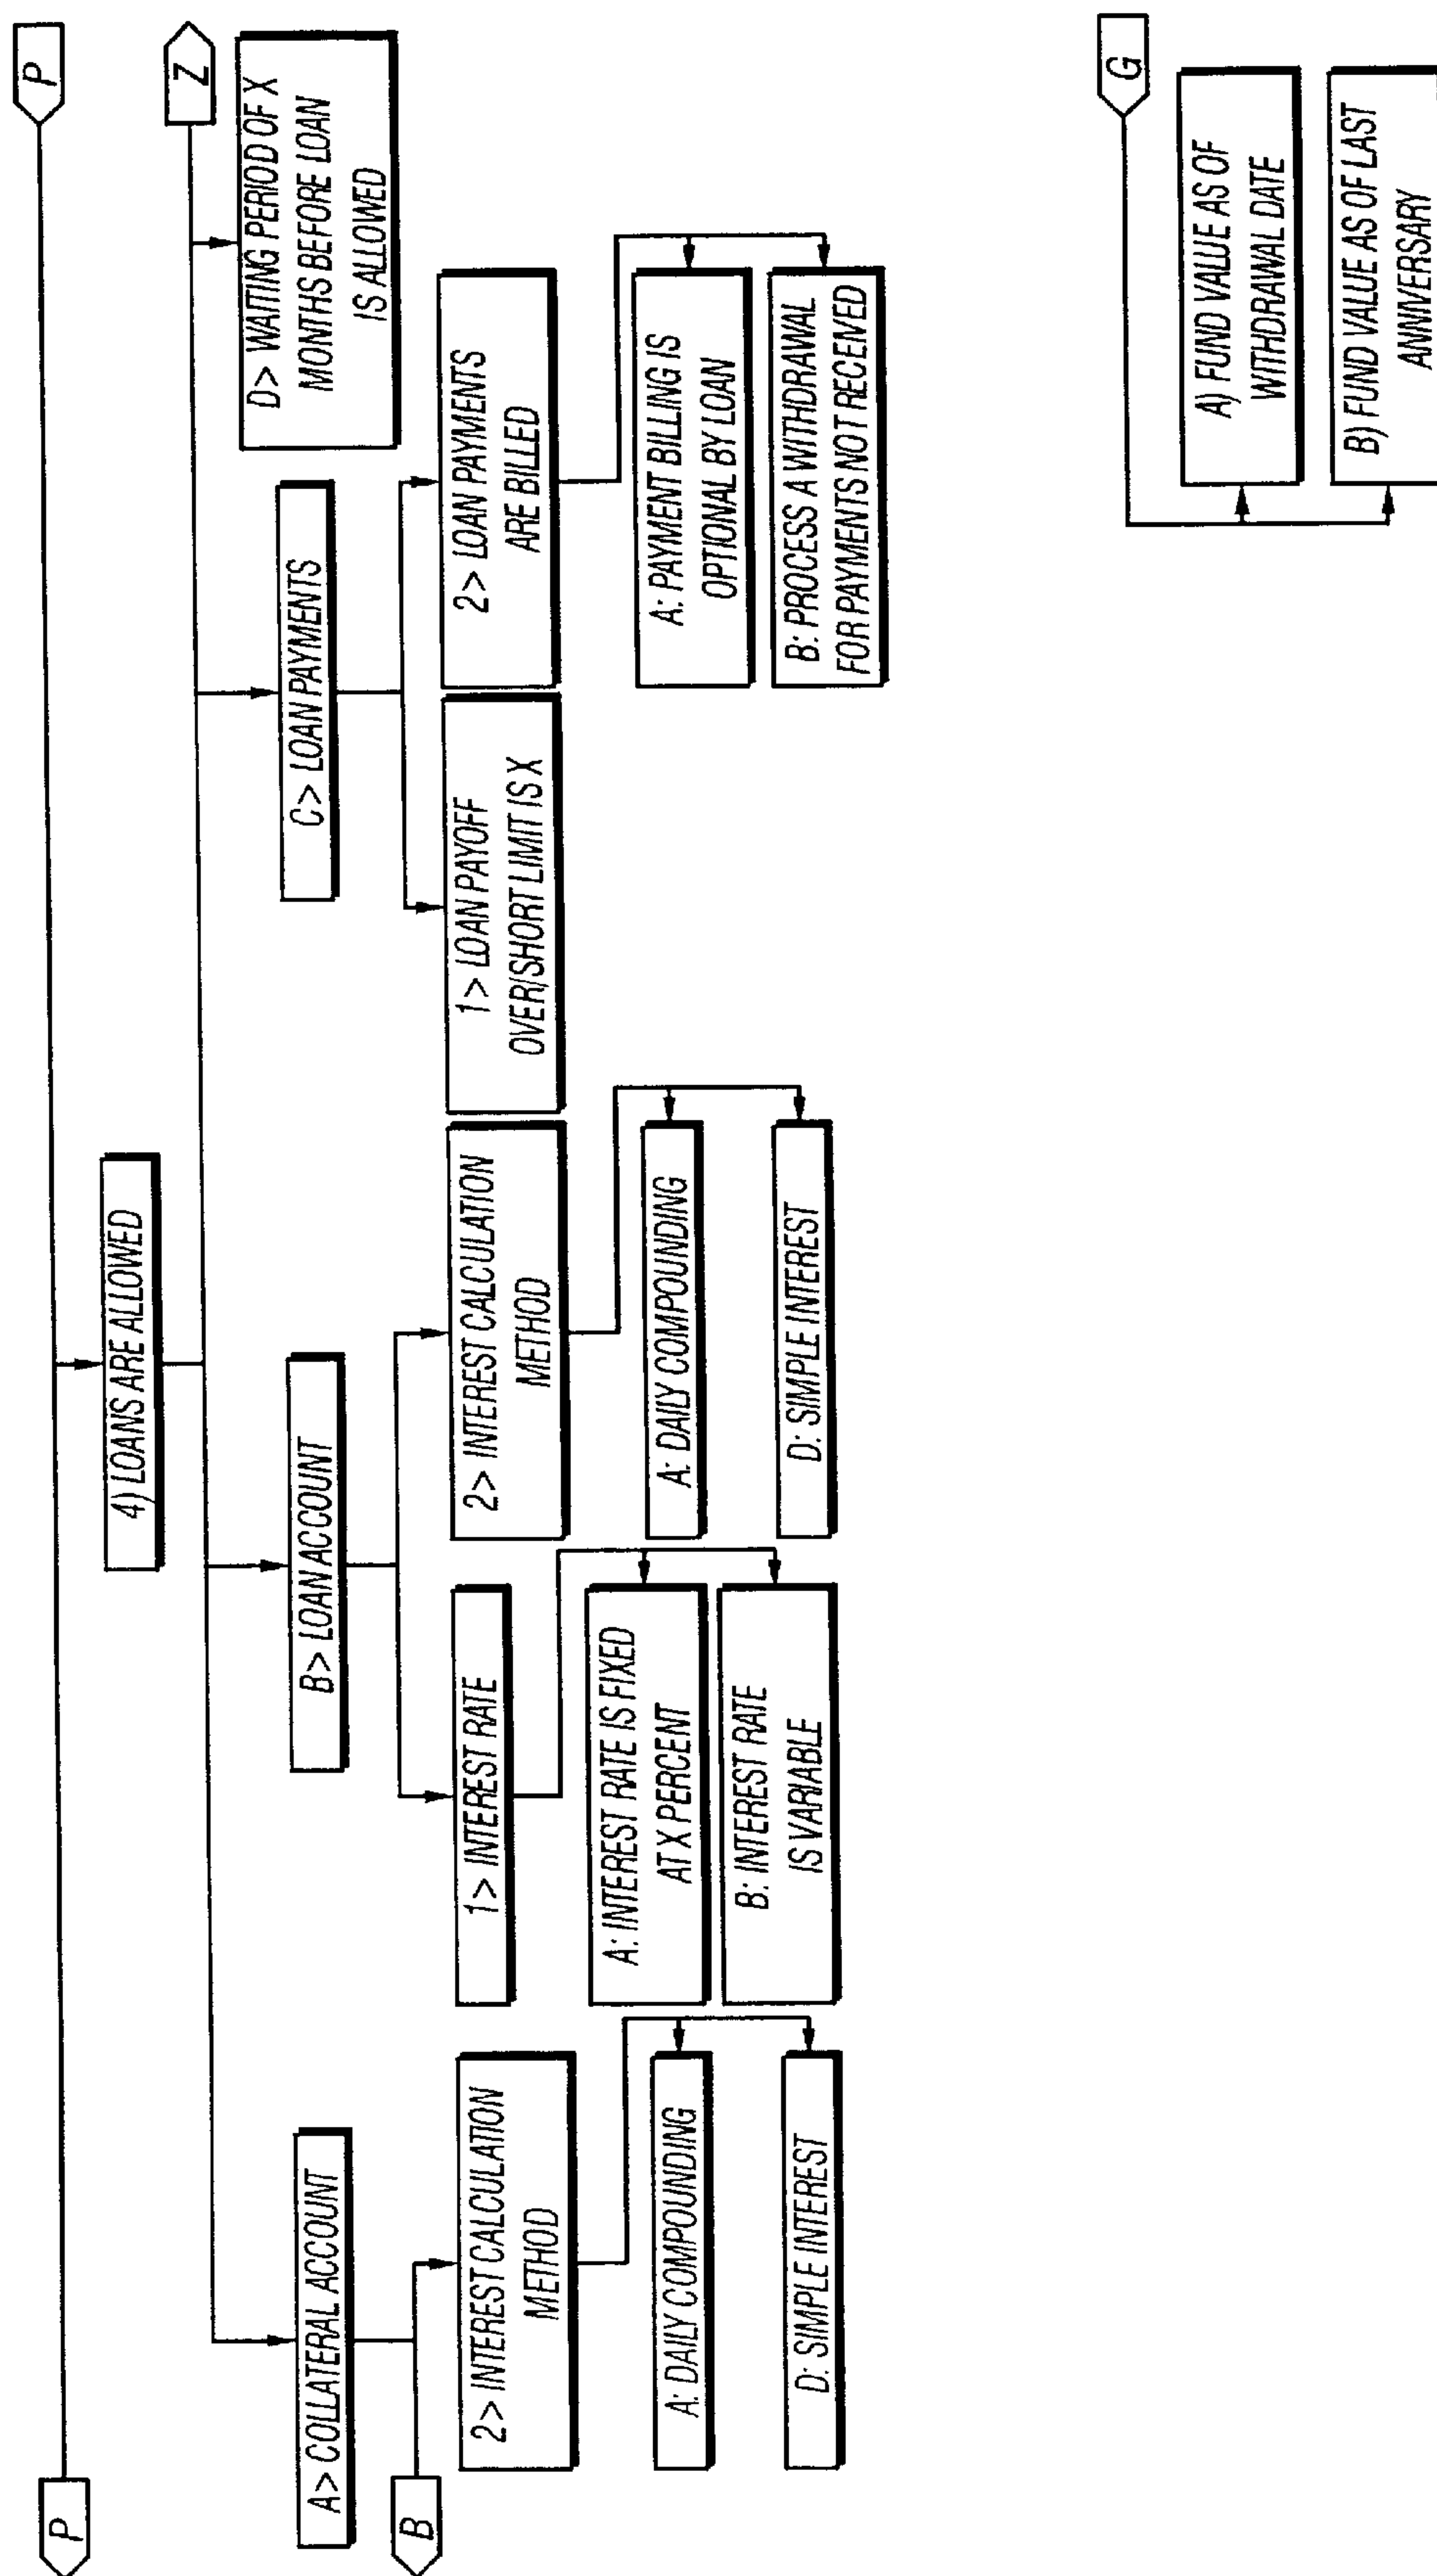 P
P
4) LOANS ARE ALLOWED
Z
A> COLLATERAL ACCOUNT
B> LOAN ACCOUNT
C> LOAN PAYMENTS
D> WAITING PERIOD OF X
MONTHS BEFORE LOAN
IS ALLOWED
B
2> INTEREST CALCULATION
METHOD
A: DAILY COMPOUNDING
D: SIMPLE INTEREST
1> INTEREST RATE
A: INTEREST RATE IS FIXED
AT X PERCENT
B: INTEREST RATE
IS VARIABLE
2> INTEREST CALCULATION
METHOD
A: DAILY COMPOUNDING
D: SIMPLE INTEREST
1> LOAN PAYOFF
OVER/SHORT LIMIT IS X
2> LOAN PAYMENTS
ARE BILLED
A: PAYMENT BILLING IS
OPTIONAL BY LOAN
B: PROCESS A WITHDRAWAL
FOR PAYMENTS NOT RECEIVED
G
A) FUND VALUE AS OF
WITHDRAWAL DATE
B) FUND VALUE AS OF LAST
ANNIVERSARY